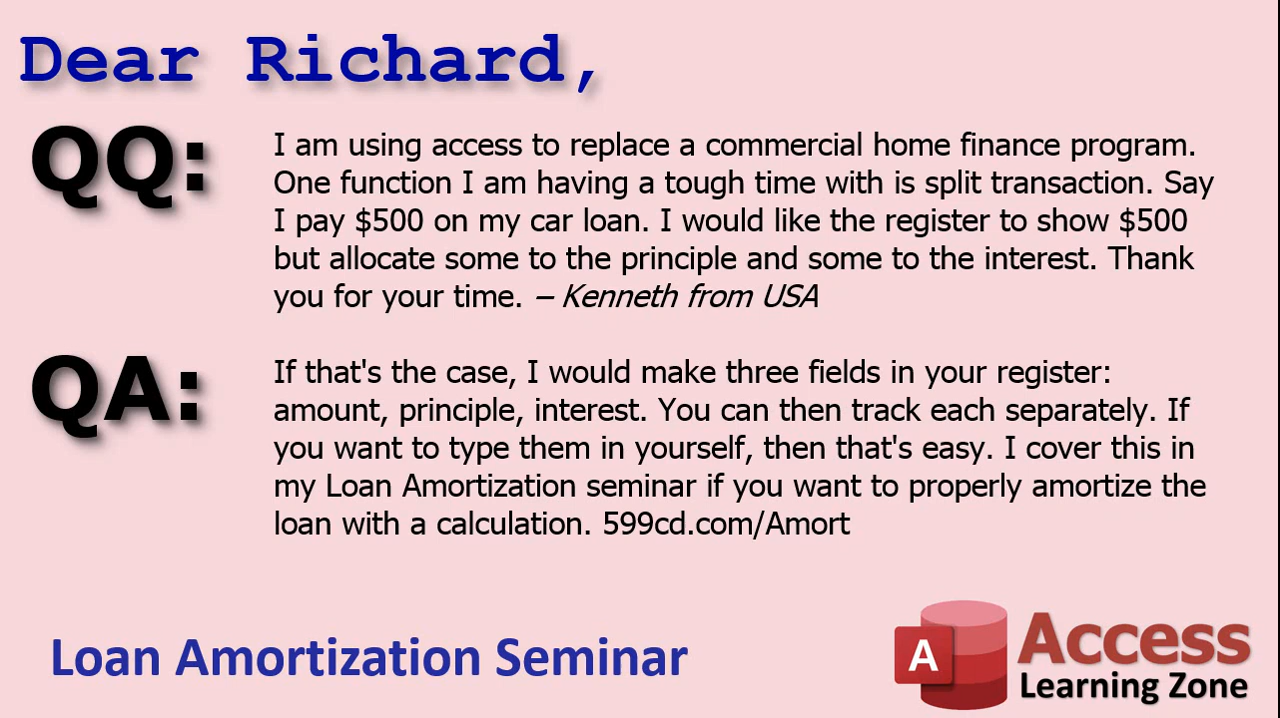 Dear Richard,
QQ:
I am using access to replace a commercial home finance program.
One function I am having a tough time with is split transaction. Say
I pay $500 on my car loan. I would like the register to show $500
but allocate some to the principle and some to the interest. Thank
you for your time. – Kenneth from USA
QA:
If that's the case, I would make three fields in your register:
amount, principle, interest. You can then track each separately. If
you want to type them in yourself, then that's easy. I cover this in
my Loan Amortization seminar if you want to properly amortize the
loan with a calculation. 599cd.com/Amort
Loan Amortization Seminar
A
Access
Learning Zone